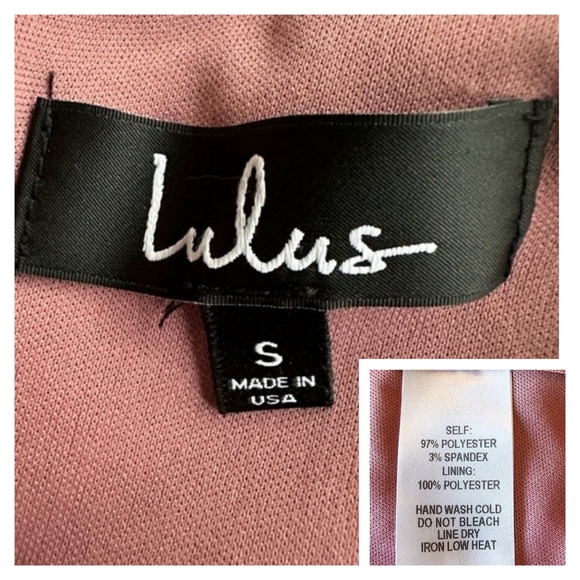 lulus
S
MADE IN
USA
SELF:
97% POLYESTER
3% SPANDEX
LINING:
100% POLYESTER
HAND WASH COLD
DO NOT BLEACH
LINE DRY
IRON LOW HEAT